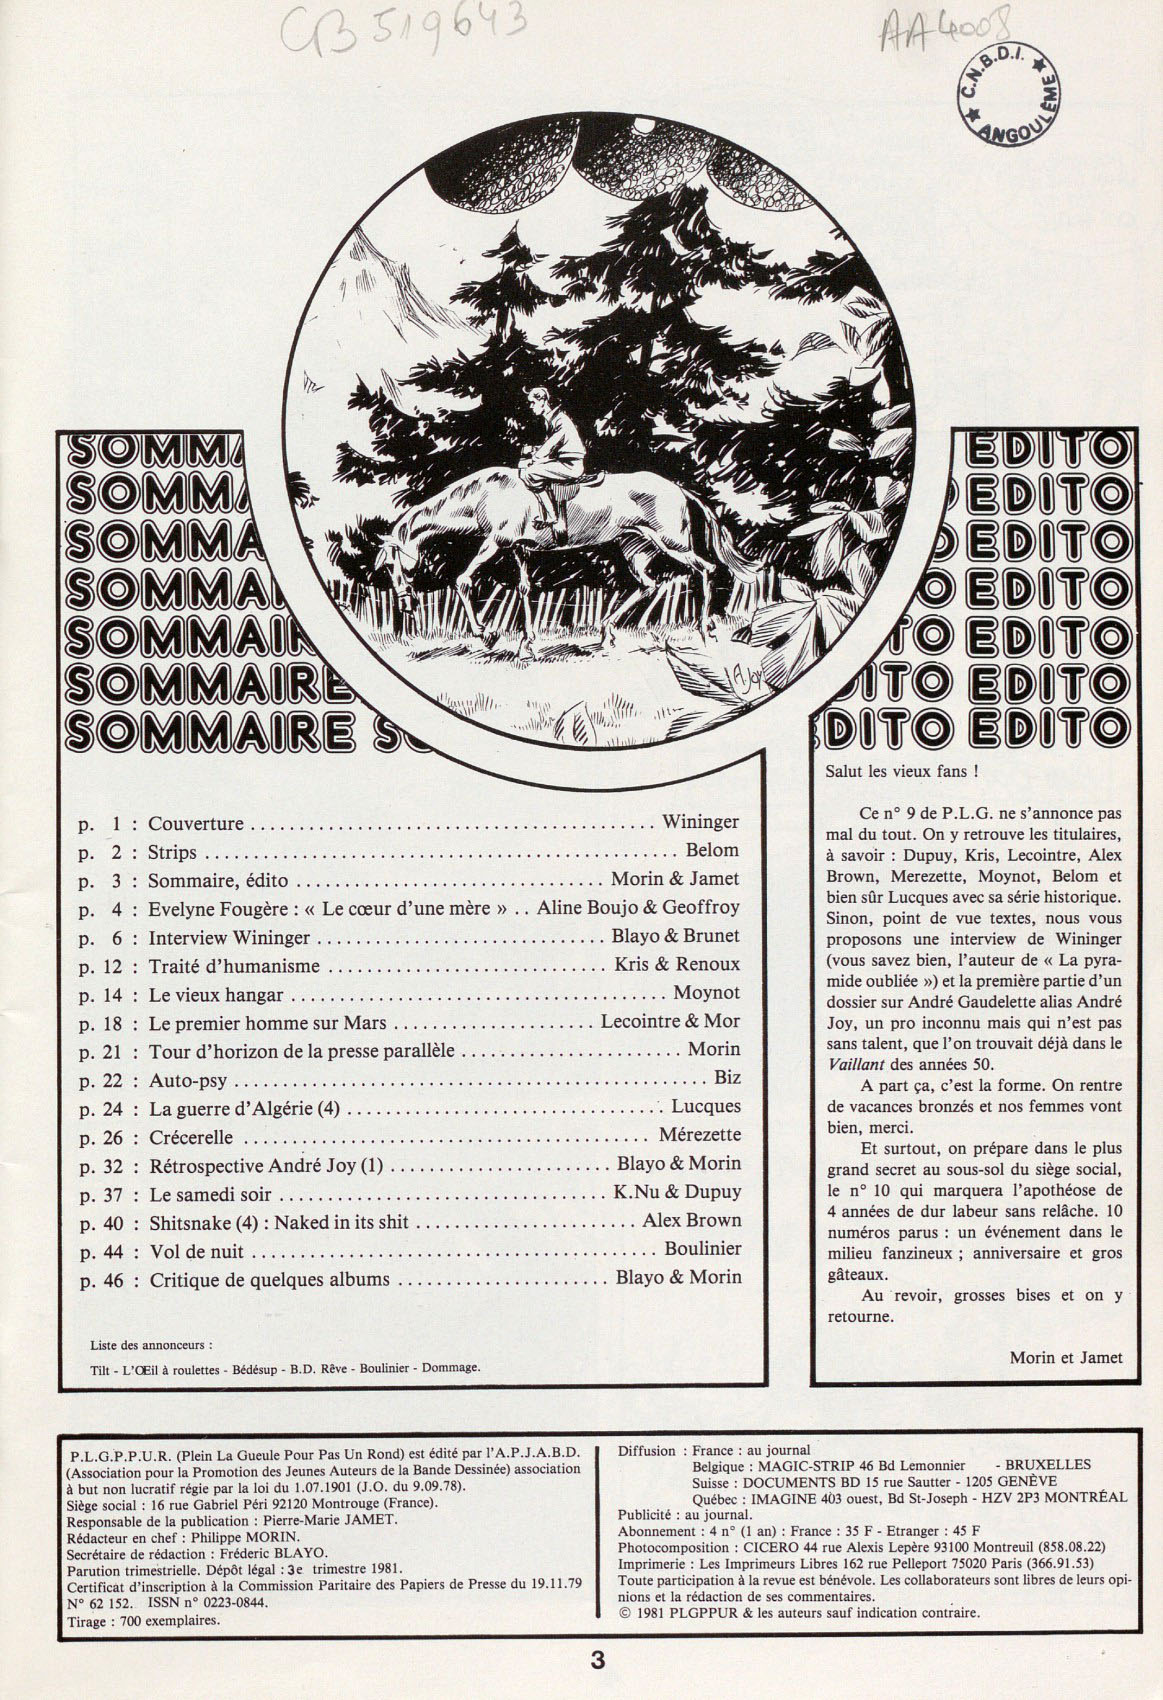 CB 519643
AA 4008
★ C.N.B.D.I. ★
ANGOULÊME
A. Joy
SOMMA
SOMMA
SOMMA
SOMMAI
SOMMAIR
SOMMAIRE
SOMMAIRE SO
EDITO
O EDITO
O EDITO
O EDITO
TO EDITO
DITO EDITO
EDITO EDITO
p. 1 : Couverture ........................................ Wininger
p. 2 : Strips ............................................... Belom
p. 3 : Sommaire, édito ............................... Morin & Jamet
p. 4 : Evelyne Fougère : « Le cœur d'une mère » .. Aline Boujo & Geoffroy
p. 6 : Interview Wininger ............................. Blayo & Brunet
p. 12 : Traité d'humanisme ............................ Kris & Renoux
p. 14 : Le vieux hangar ...................................... Moynot
p. 18 : Le premier homme sur Mars ..................... Lecointre & Mor
p. 21 : Tour d'horizon de la presse parallèle ....................... Morin
p. 22 : Auto-psy ................................................. Biz
p. 24 : La guerre d'Algérie (4) ................................. Lucques
p. 26 : Crécerelle ......................................... Mérezette
p. 32 : Rétrospective André Joy (1) ....................... Blayo & Morin
p. 37 : Le samedi soir .................................. K.Nu & Dupuy
p. 40 : Shitsnake (4) : Naked in its shit ....................... Alex Brown
p. 44 : Vol de nuit .......................................... Boulinier
p. 46 : Critique de quelques albums ...................... Blayo & Morin
Liste des annonceurs :
Tilt - L'Œil à roulettes - Bédésup - B.D. Rêve - Boulinier - Dommage.
Salut les vieux fans !
Ce n° 9 de P.L.G. ne s'annonce pas
mal du tout. On y retrouve les titulaires,
à savoir : Dupuy, Kris, Lecointre, Alex
Brown, Merezette, Moynot, Belom et
bien sûr Lucques avec sa série historique.
Sinon, point de vue textes, nous vous
proposons une interview de Wininger
(vous savez bien, l'auteur de « La pyra-
mide oubliée ») et la première partie d'un
dossier sur André Gaudelette alias André
Joy, un pro inconnu mais qui n'est pas
sans talent, que l'on trouvait déjà dans le
Vaillant des années 50.
A part ça, c'est la forme. On rentre
de vacances bronzés et nos femmes vont
bien, merci.
Et surtout, on prépare dans le plus
grand secret au sous-sol du siège social,
le n° 10 qui marquera l'apothéose de
4 années de dur labeur sans relâche. 10
numéros parus : un événement dans le
milieu fanzineux ; anniversaire et gros
gâteaux.
Au revoir, grosses bises et on y
retourne.
Morin et Jamet
P.L.G.P.P.U.R. (Plein La Gueule Pour Pas Un Rond) est édité par l'A.P.J.A.B.D.
(Association pour la Promotion des Jeunes Auteurs de la Bande Dessinée) association
à but non lucratif régie par la loi du 1.07.1901 (J.O. du 9.09.78).
Siège social : 16 rue Gabriel Péri 92120 Montrouge (France).
Responsable de la publication : Pierre-Marie JAMET.
Rédacteur en chef : Philippe MORIN.
Secrétaire de rédaction : Fréderic BLAYO.
Parution trimestrielle. Dépôt légal : 3e trimestre 1981.
Certificat d'inscription à la Commission Paritaire des Papiers de Presse du 19.11.79
N° 62 152. ISSN n° 0223-0844.
Tirage : 700 exemplaires.
Diffusion : France : au journal
Belgique : MAGIC-STRIP 46 Bd Lemonnier - BRUXELLES
Suisse : DOCUMENTS BD 15 rue Sautter - 1205 GENÈVE
Québec : IMAGINE 403 ouest, Bd St-Joseph - HZV 2P3 MONTRÉAL
Publicité : au journal.
Abonnement : 4 n° (1 an) : France : 35 F - Etranger : 45 F
Photocomposition : CICERO 44 rue Alexis Lepère 93100 Montreuil (858.08.22)
Imprimerie : Les Imprimeurs Libres 162 rue Pelleport 75020 Paris (366.91.53)
Toute participation à la revue est bénévole. Les collaborateurs sont libres de leurs opi-
nions et la rédaction de ses commentaires.
© 1981 PLGPPUR & les auteurs sauf indication contraire.
3